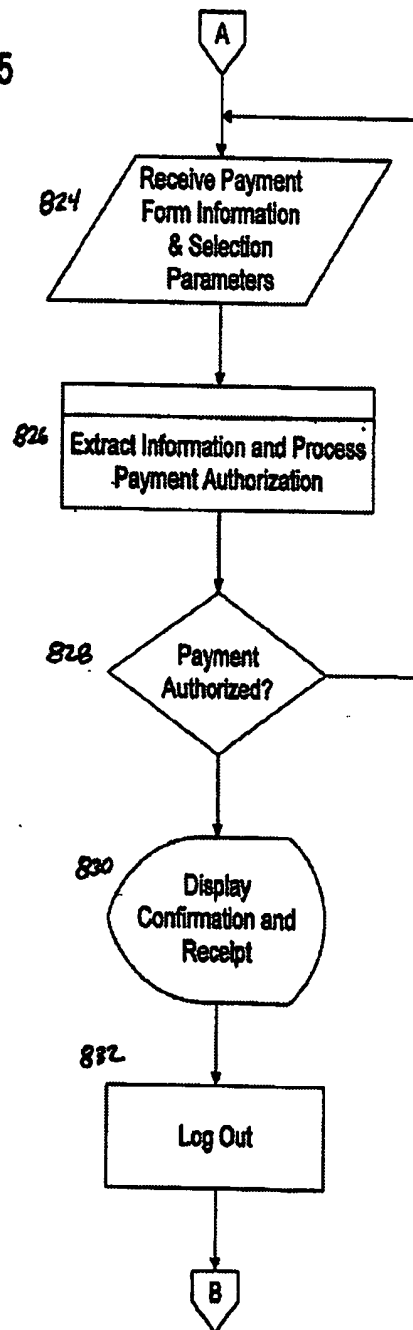 A
5
824
Receive Payment
Form Information
& Selection
Parameters
826
Extract Information and Process
Payment Authorization
828
Payment
Authorized?
830
Display
Confirmation and
Receipt
832
Log Out
B